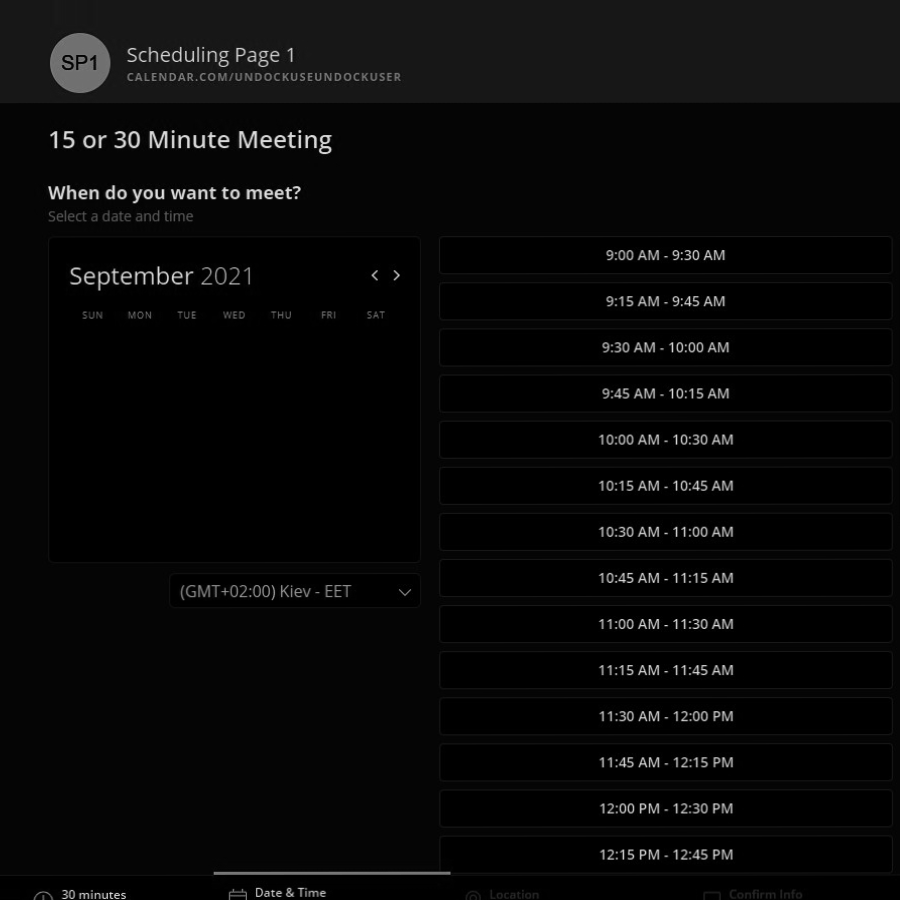 SP1
Scheduling Page 1
CALENDAR.COM/UNDOCKUSEUNDOCKUSER
15 or 30 Minute Meeting
When do you want to meet?
Select a date and time
September 2021
SUN MON TUE WED THU FRI SAT
(GMT+02:00) Kiev - EET
9:00 AM - 9:30 AM
9:15 AM - 9:45 AM
9:30 AM - 10:00 AM
9:45 AM - 10:15 AM
10:00 AM - 10:30 AM
10:15 AM - 10:45 AM
10:30 AM - 11:00 AM
10:45 AM - 11:15 AM
11:00 AM - 11:30 AM
11:15 AM - 11:45 AM
11:30 AM - 12:00 PM
11:45 AM - 12:15 PM
12:00 PM - 12:30 PM
12:15 PM - 12:45 PM
30 minutes
Date & Time
Location
Confirm Info